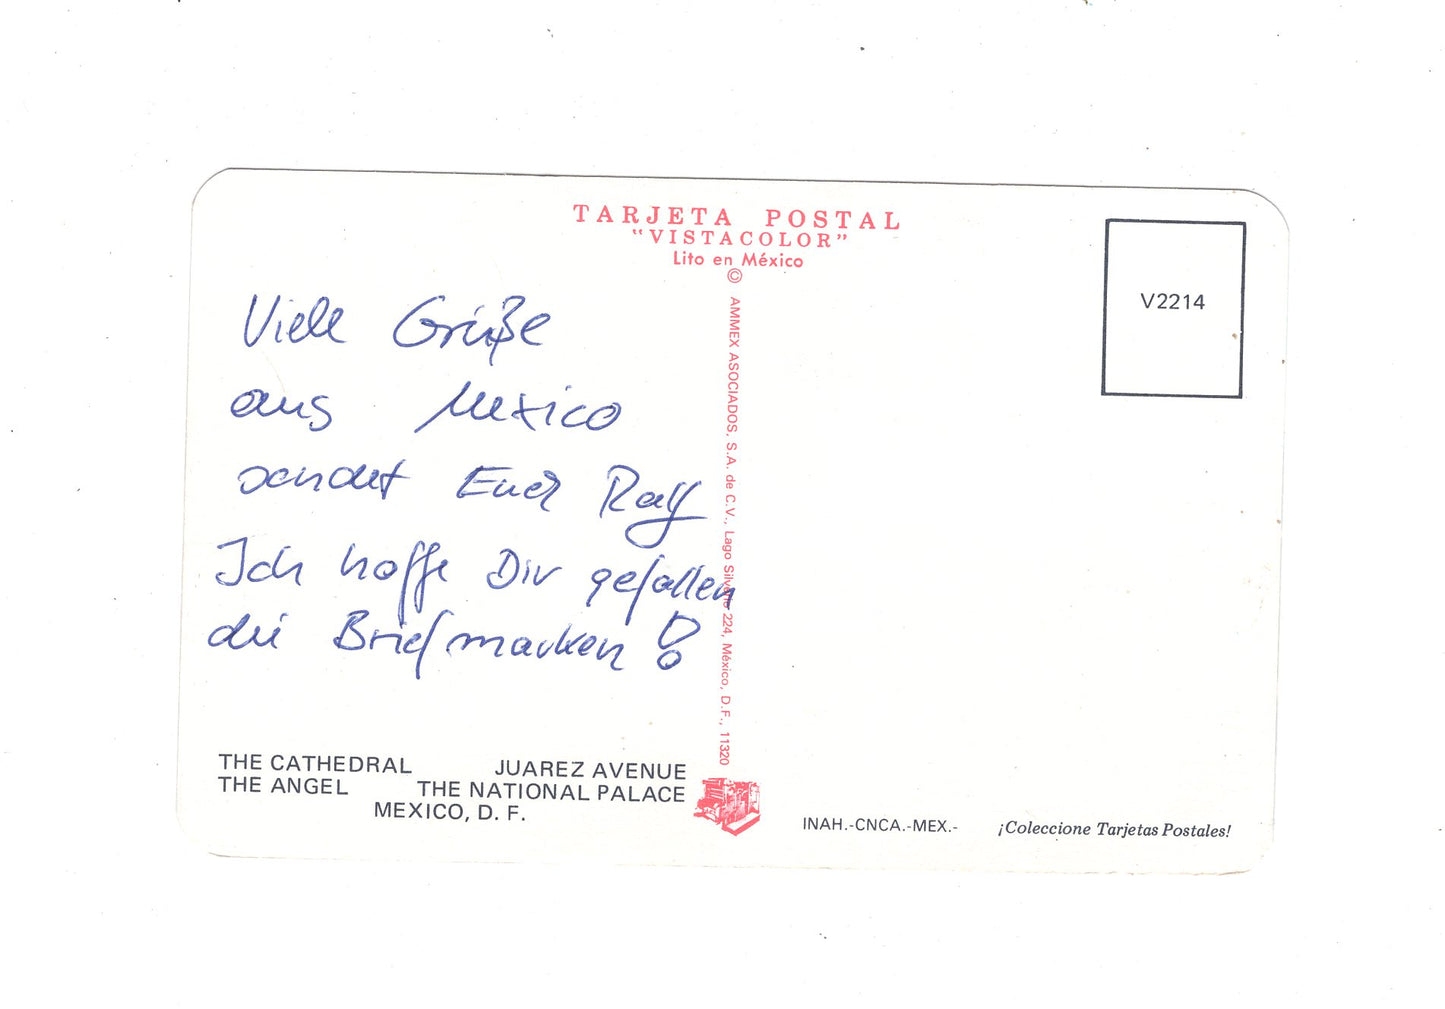 TARJETA POSTAL
"VISTACOLOR"
Lito en México
©
AMMEX ASOCIADOS, S.A. de C.V., Lago Silverio 224, México, D.F., 11320
V2214
Viele Grüße
aus Mexico
sendet Euch Ralf
Ich hoffe Dir gefallen
die Briefmarken!
THE CATHEDRAL JUAREZ AVENUE
THE ANGEL THE NATIONAL PALACE
MEXICO, D. F.
INAH.-CNCA.-MEX.- ¡Coleccione Tarjetas Postales!